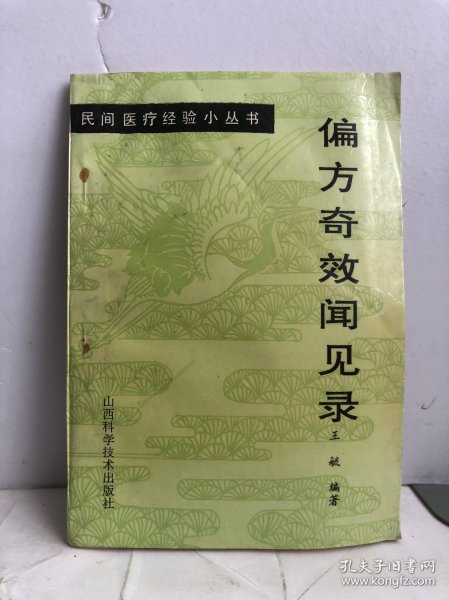 民间医疗经验小丛书
偏方奇效闻见录
王毓 编著
山西科学技术出版社
孔夫子旧书网
www.kongfz.com